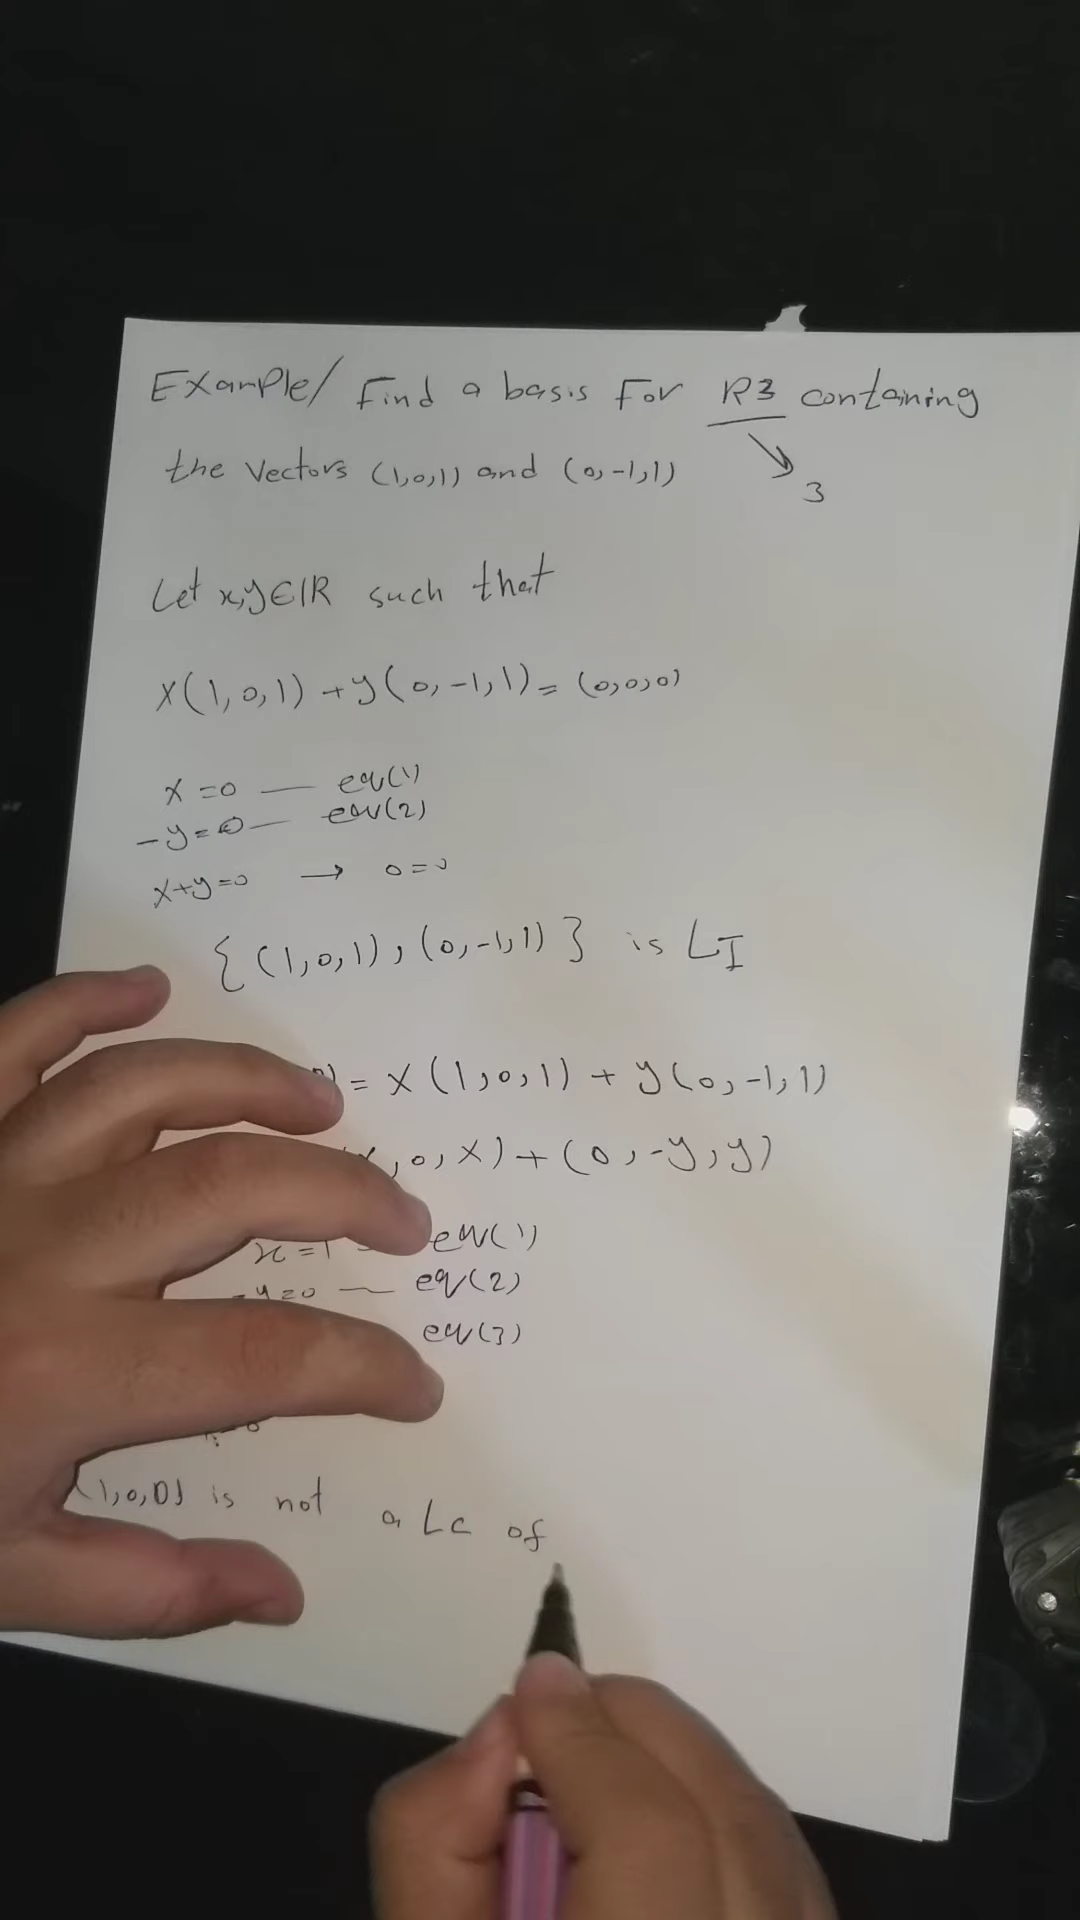 Example/ Find a basis for R3 containing
the vectors (1,0,1) and (0,-1,1)
3
Let x,y∈IR such that
x(1,0,1)+y(0,-1,1)=(0,0,0)
x=0 — eq(1)
-y=0 — eq(2)
x+y=0 → 0=0
{(1,0,1),(0,-1,1)} is LI
= x(1,0,1) + y(0,-1,1)
,0,x)+(0,-y,y)
x=1 - eq(1)
-y=0 — eq(2)
eq(3)
(1,0,0) is not a LC of